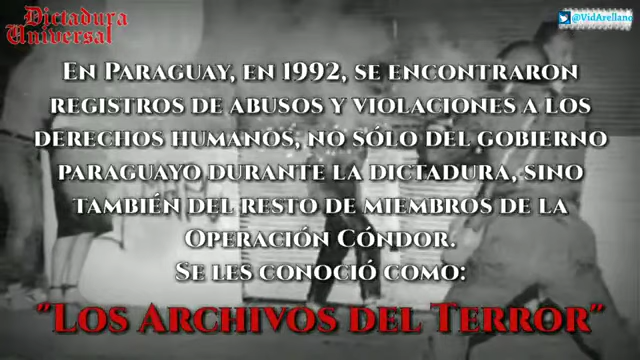 Dictadura
Universal
@VidArellano
En Paraguay, en 1992, se encontraron
registros de abusos y violaciones a los
derechos humanos, no sólo del gobierno
paraguayo durante la dictadura, sino
también del resto de miembros de la
Operación Cóndor.
Se les conoció como:
"Los Archivos del Terror"